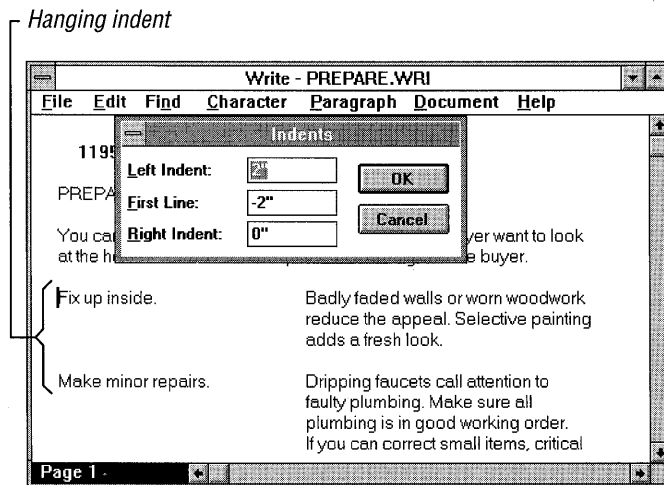 Hanging indent
Write - PREPARE.WRI
File Edit Find Character Paragraph Document Help
Indents
1195
Left Indent: 2"
OK
PREPA
First Line: -2"
Cancel
Right Indent: 0"
You ca yer want to look
at the h e buyer.
Fix up inside. Badly faded walls or worn woodwork
reduce the appeal. Selective painting
adds a fresh look.
Make minor repairs. Dripping faucets call attention to
faulty plumbing. Make sure all
plumbing is in good working order.
If you can correct small items, critical
Page 1